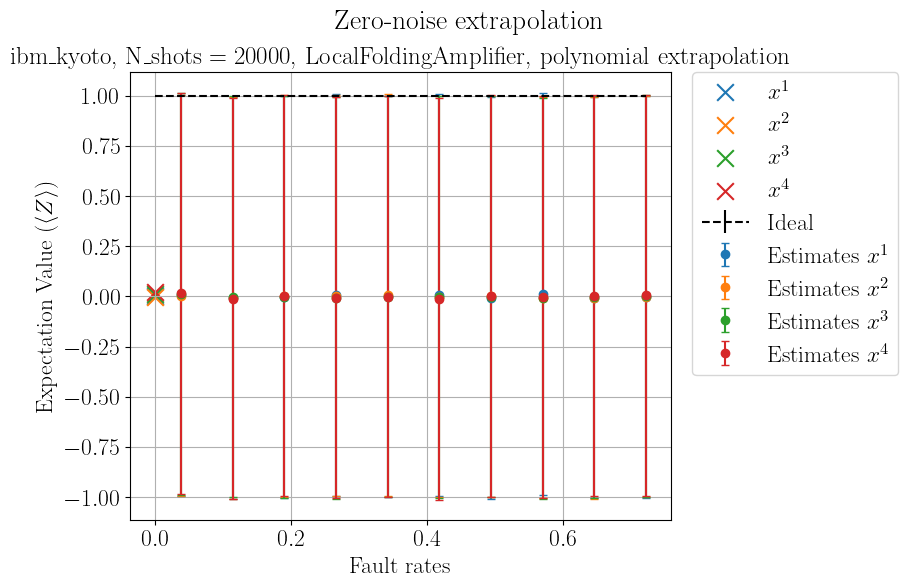 Zero-noise extrapolation
ibm_kyoto, N_shots = 20000, LocalFoldingAmplifier, polynomial extrapolation
Expectation Value (⟨Z⟩)
1.00
0.75
0.50
0.25
0.00
−0.25
−0.50
−0.75
−1.00
0.0 0.2 0.4 0.6
Fault rates
x¹
x²
x³
x⁴
Ideal
Estimates x¹
Estimates x²
Estimates x³
Estimates x⁴